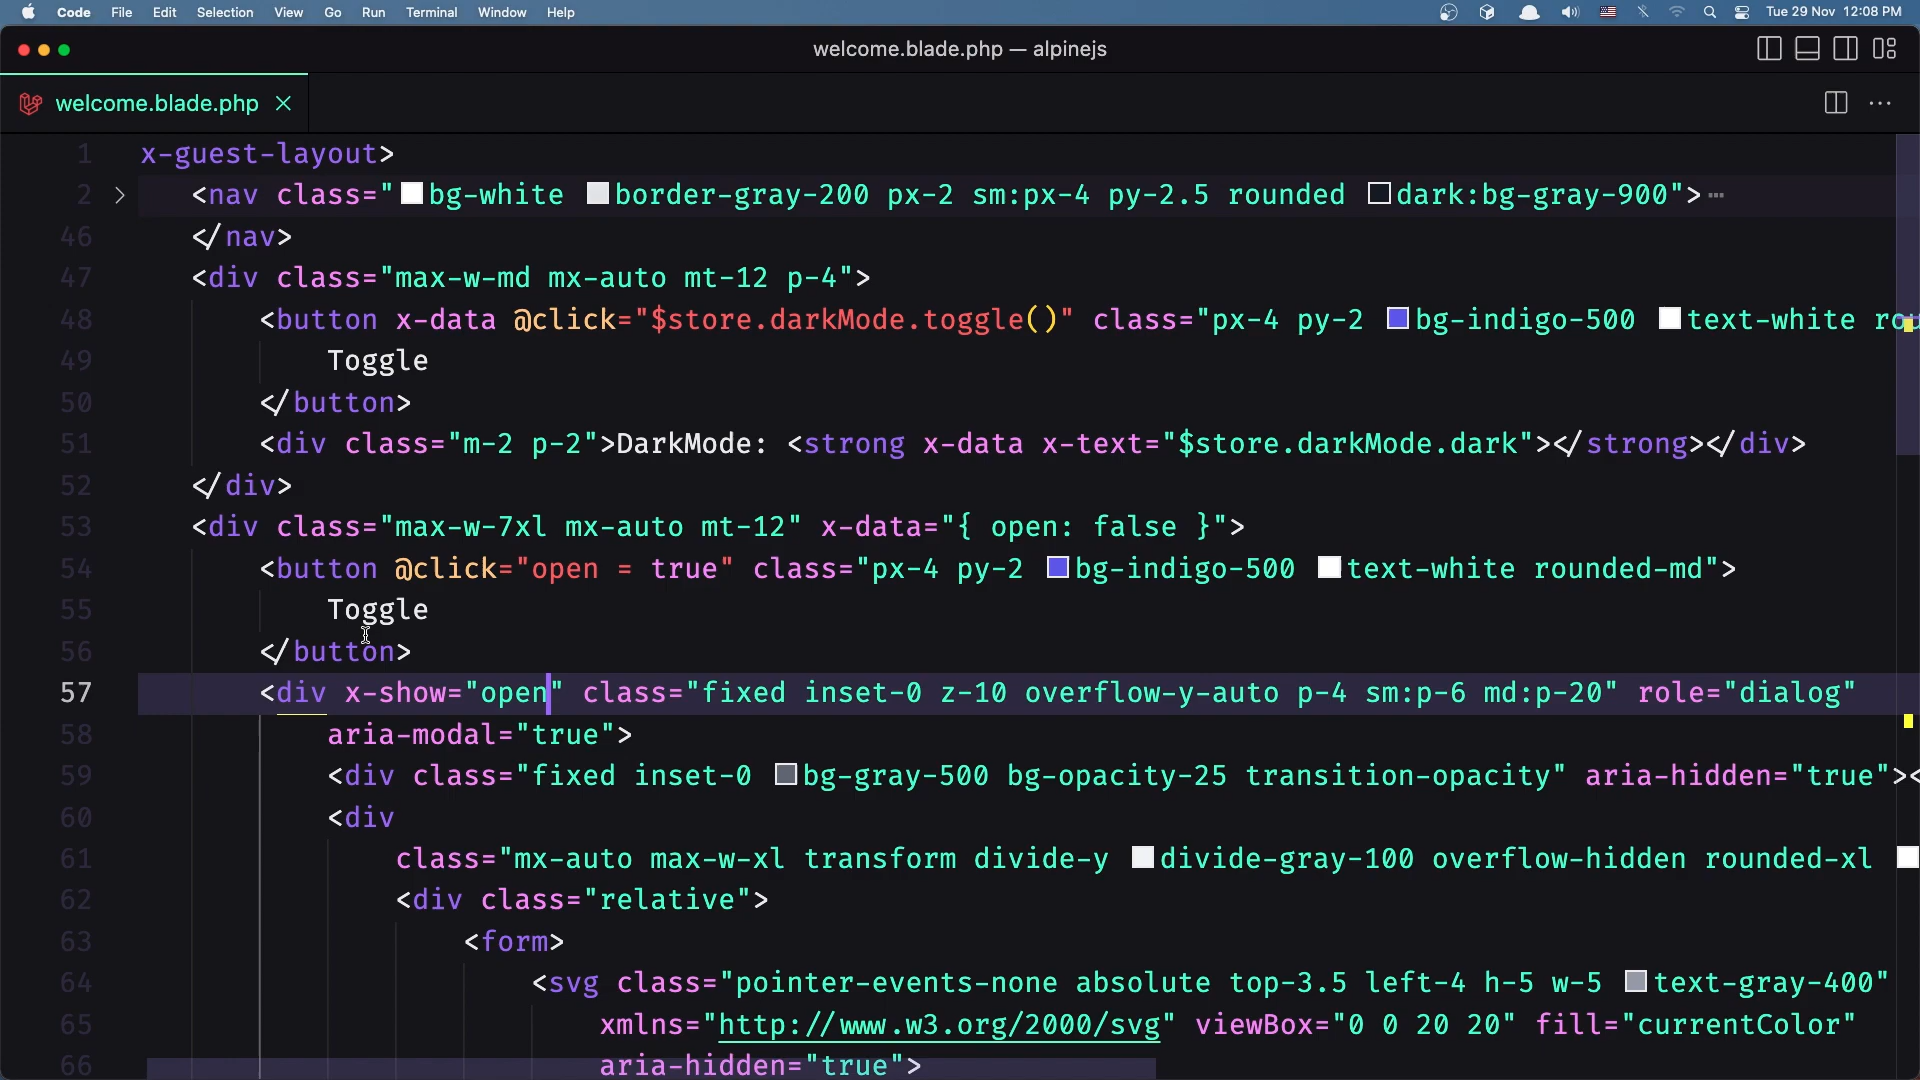 Code File Edit Selection View Go Run Terminal Window Help Tue 29 Nov 12:08 PM
welcome.blade.php — alpinejs
welcome.blade.php
1 x-guest-layout>
2 <nav class="bg-white border-gray-200 px-2 sm:px-4 py-2.5 rounded dark:bg-gray-900">
46 </nav>
47 <div class="max-w-md mx-auto mt-12 p-4">
48 <button x-data @click="$store.darkMode.toggle()" class="px-4 py-2 bg-indigo-500 text-white
49 Toggle
50 </button>
51 <div class="m-2 p-2">DarkMode: <strong x-data x-text="$store.darkMode.dark"></strong></div>
52 </div>
53 <div class="max-w-7xl mx-auto mt-12" x-data="{ open: false }">
54 <button @click="open = true" class="px-4 py-2 bg-indigo-500 text-white rounded-md">
55 Toggle
56 </button>
57 <div x-show="open" class="fixed inset-0 z-10 overflow-y-auto p-4 sm:p-6 md:p-20" role="dialog"
58 aria-modal="true">
59 <div class="fixed inset-0 bg-gray-500 bg-opacity-25 transition-opacity" aria-hidden="true"><
60 <div
61 class="mx-auto max-w-xl transform divide-y divide-gray-100 overflow-hidden rounded-xl
62 <div class="relative">
63 <form>
64 <svg class="pointer-events-none absolute top-3.5 left-4 h-5 w-5 text-gray-400"
65 xmlns="http://www.w3.org/2000/svg" viewBox="0 0 20 20" fill="currentColor"
66 aria-hidden="true">